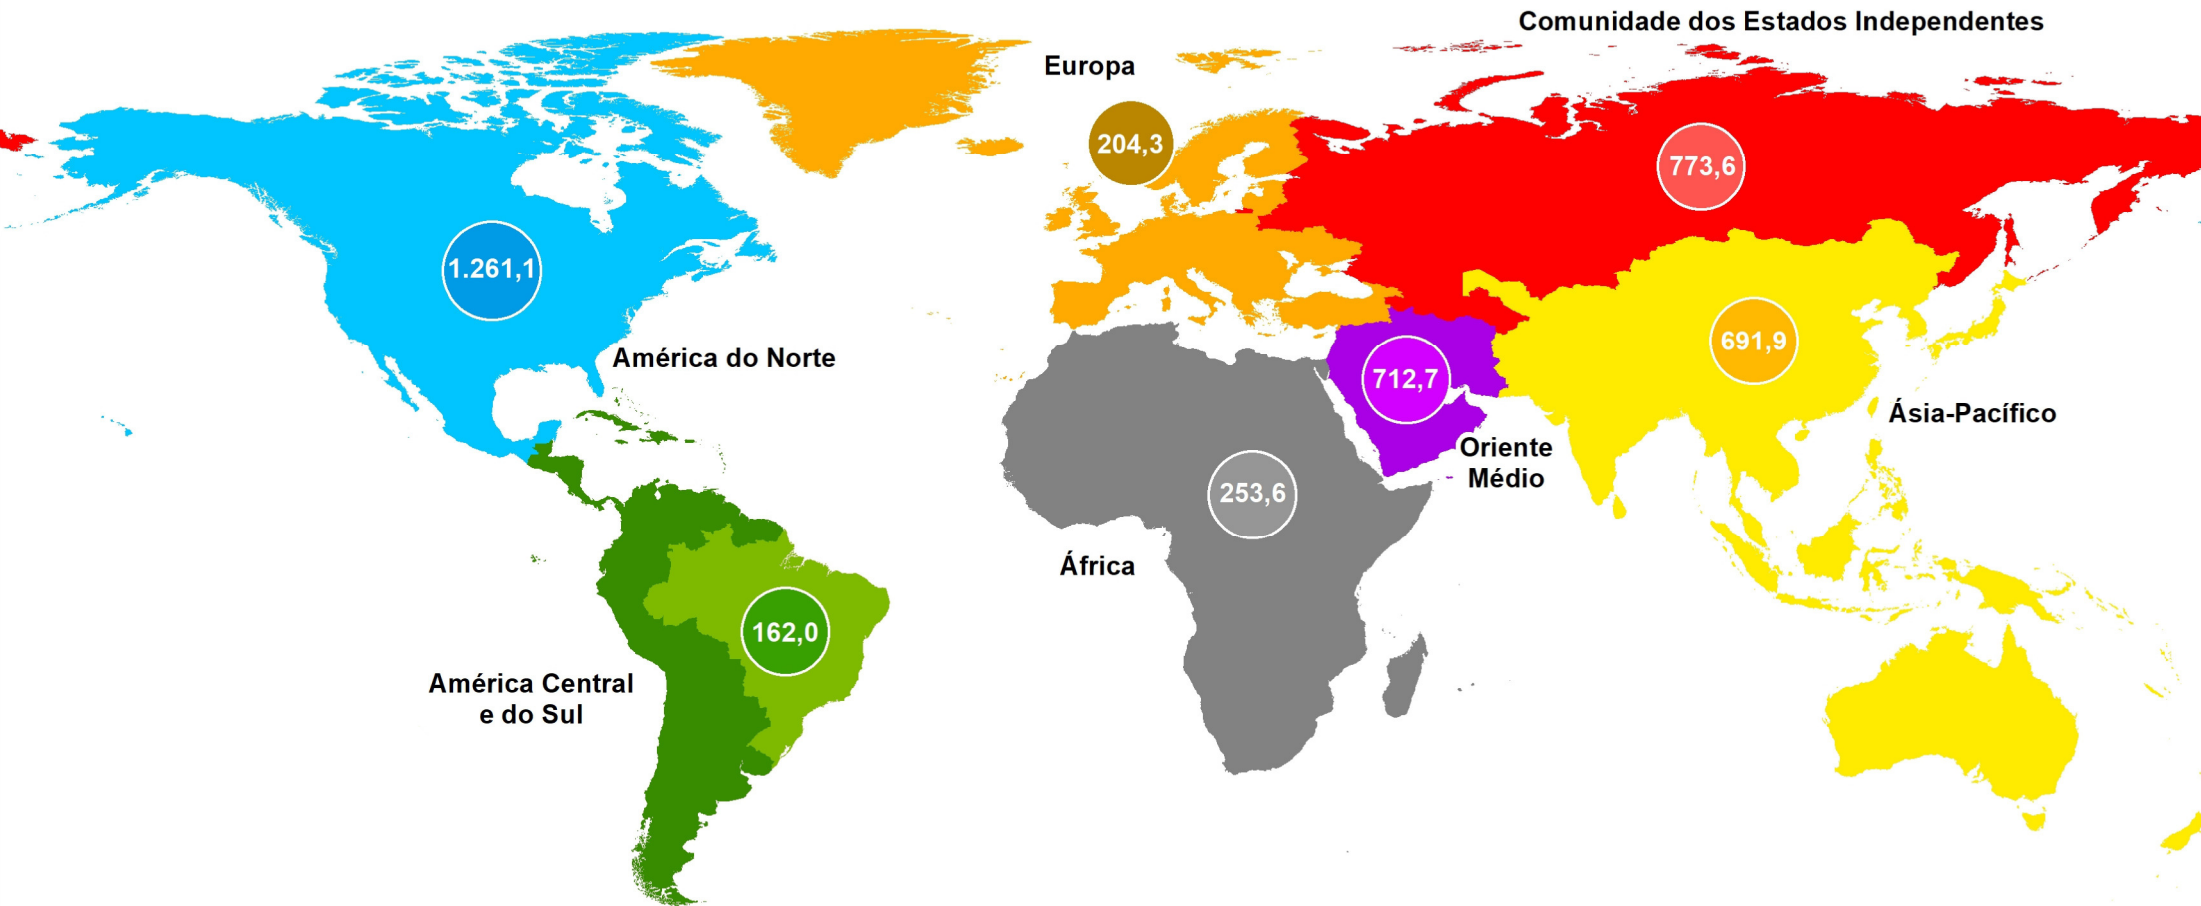 Comunidade dos Estados Independentes
Europa
204,3
773,6
1.261,1
América do Norte
691,9
712,7
Ásia-Pacífico
Oriente
Médio
253,6
África
162,0
América Central
e do Sul